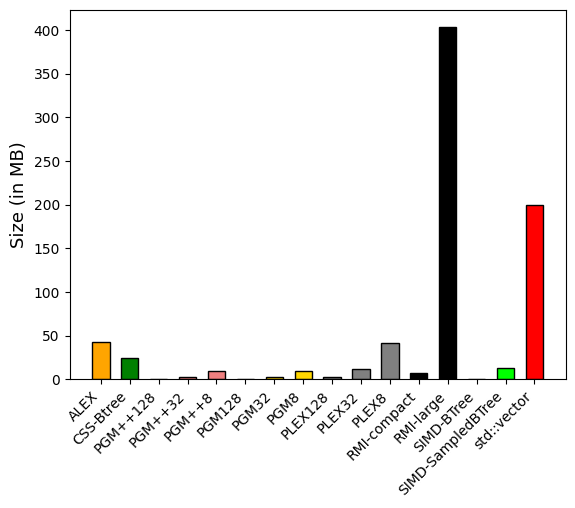 400
350
300
250
200
150
100
50
0
Size (in MB)
ALEX
CSS-Btree
PGM++128
PGM++32
PGM++8
PGM128
PGM32
PGM8
PLEX128
PLEX32
PLEX8
RMI-compact
RMI-large
SIMD-BTree
SIMD-SampledBTree
std::vector